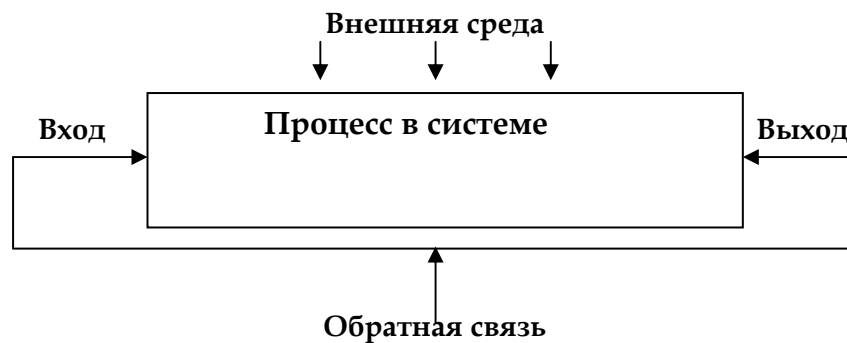 Внешняя среда
Процесс в системе
Вход
Выход
Обратная связь